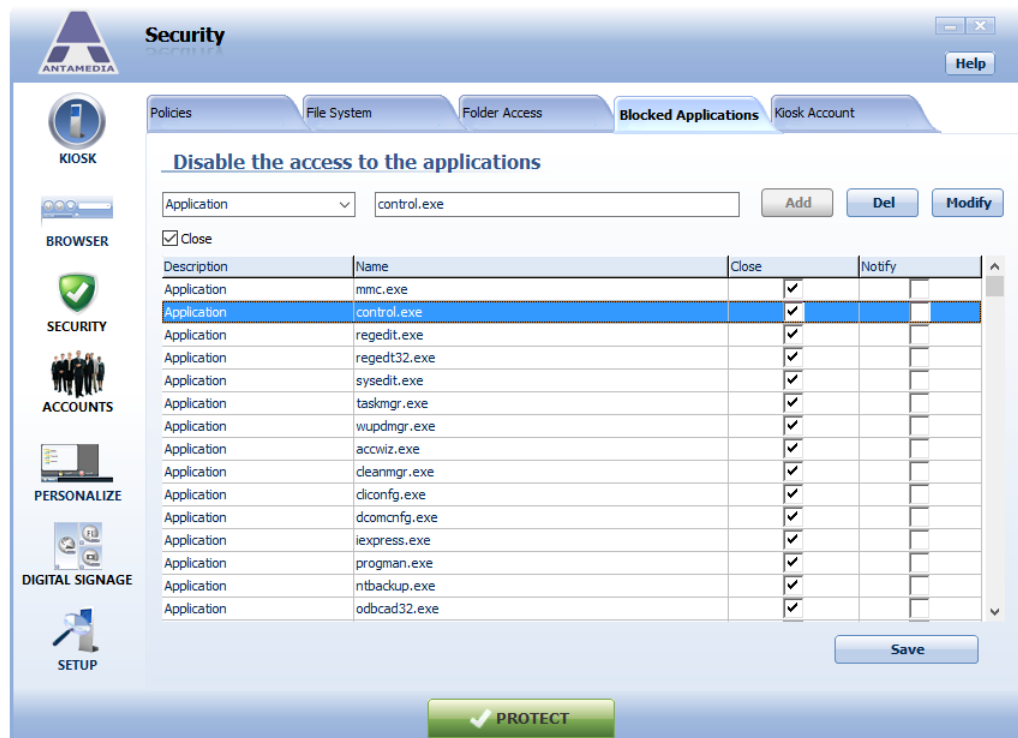 Security
ANTAMEDIA
Help
KIOSK
BROWSER
SECURITY
ACCOUNTS
PERSONALIZE
DIGITAL SIGNAGE
SETUP
Policies File System Folder Access Blocked Applications Kiosk Account
Disable the access to the applications
Application control.exe Add Del Modify
Close
Description Name Close Notify
Application mmc.exe
Application control.exe
Application regedit.exe
Application regedt32.exe
Application sysedit.exe
Application taskmgr.exe
Application wupdmgr.exe
Application accwiz.exe
Application cleanmgr.exe
Application cliconfg.exe
Application dcomcnfg.exe
Application iexpress.exe
Application progman.exe
Application ntbackup.exe
Application odbcad32.exe
Save
PROTECT